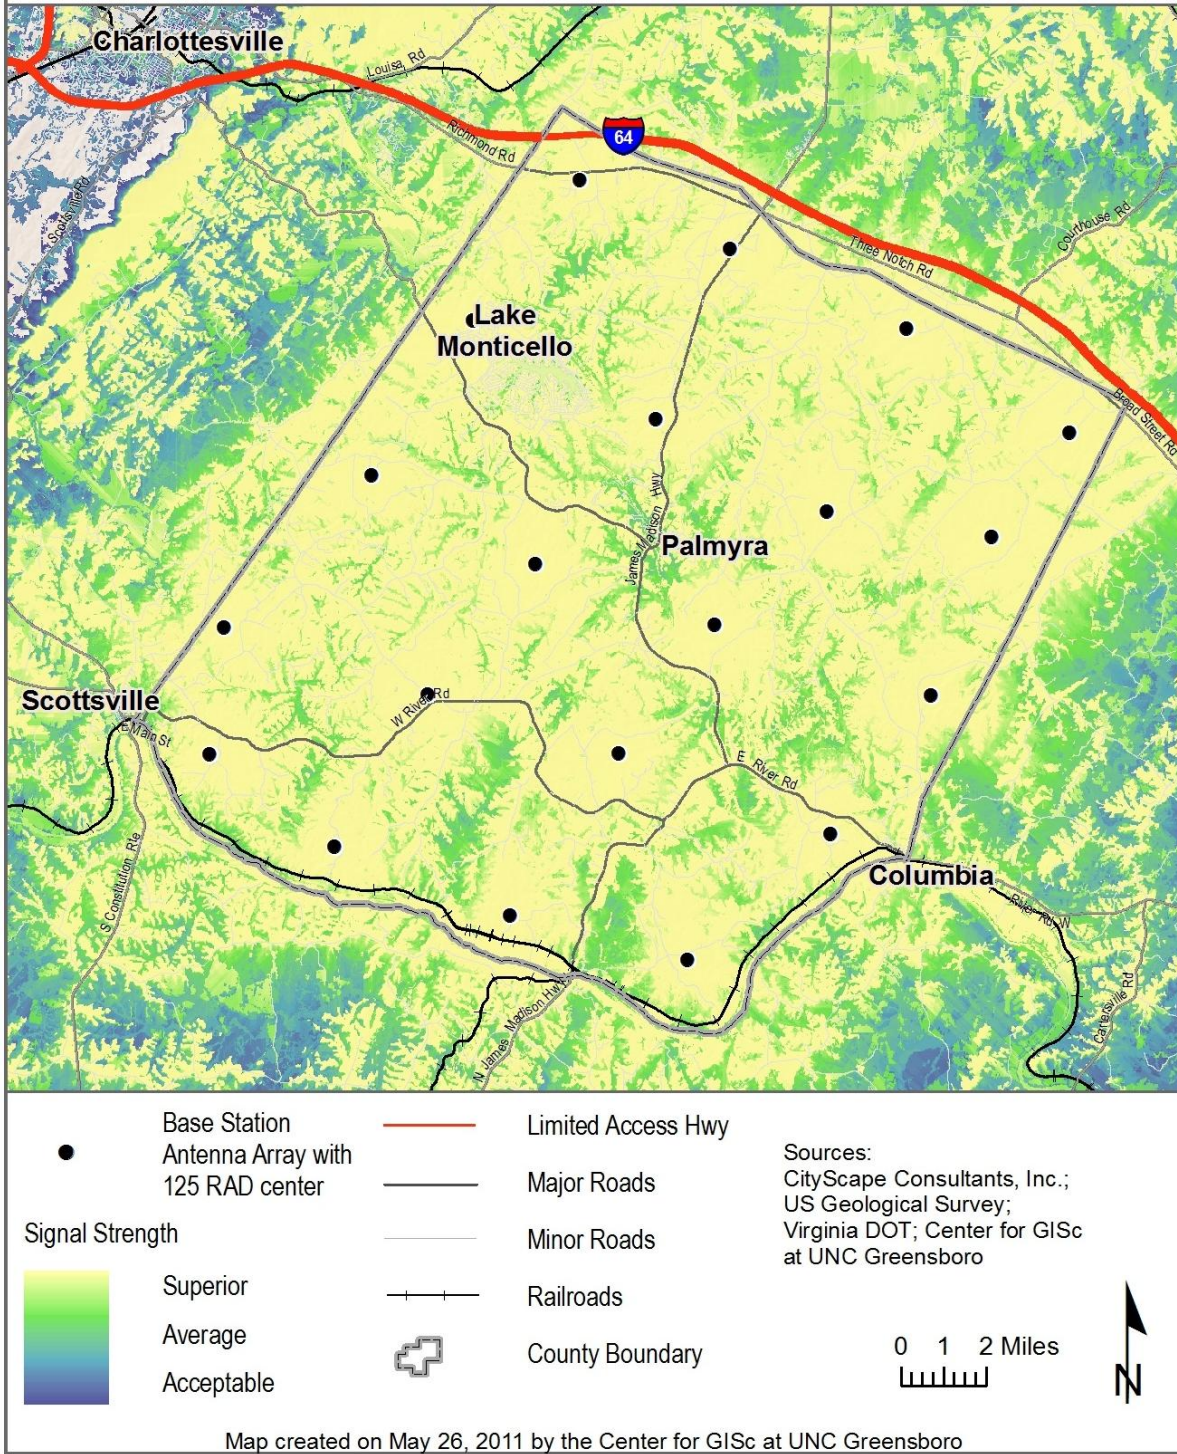 Charlottesville
Louisa Rd
Richmond Rd
64
Scottsville Rd
Courthouse Rd
Three Notch Rd
Lake
Monticello
Broad Street Rd
James Madison Hwy
Palmyra
Scottsville
E Main St
W River Rd
E River Rd
S Constitution Rte
Columbia
River Rd W
N James Madison Hwy
Cartersville Rd
Base Station
Antenna Array with
125 RAD center
Signal Strength
Superior
Average
Acceptable
Limited Access Hwy
Major Roads
Minor Roads
Railroads
County Boundary
Sources:
CityScape Consultants, Inc.;
US Geological Survey;
Virginia DOT; Center for GISc
at UNC Greensboro
0 1 2 Miles
N
Map created on May 26, 2011 by the Center for GISc at UNC Greensboro